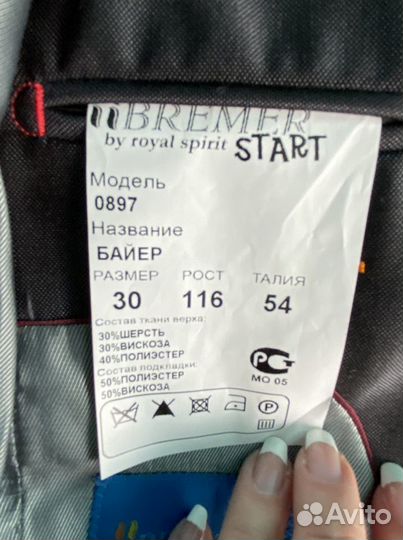 BREMER
by royal spirit START
Модель
0897
Название
БАЙЕР
РАЗМЕР РОСТ ТАЛИЯ
30 116 54
Состав ткани верха:
30%ШЕРСТЬ
30%ВИСКОЗА
40%ПОЛИЭСТЕР
Состав подкладки:
50%ПОЛИЭСТЕР
50%ВИСКОЗА
РСТ
МО 05
P
Avito